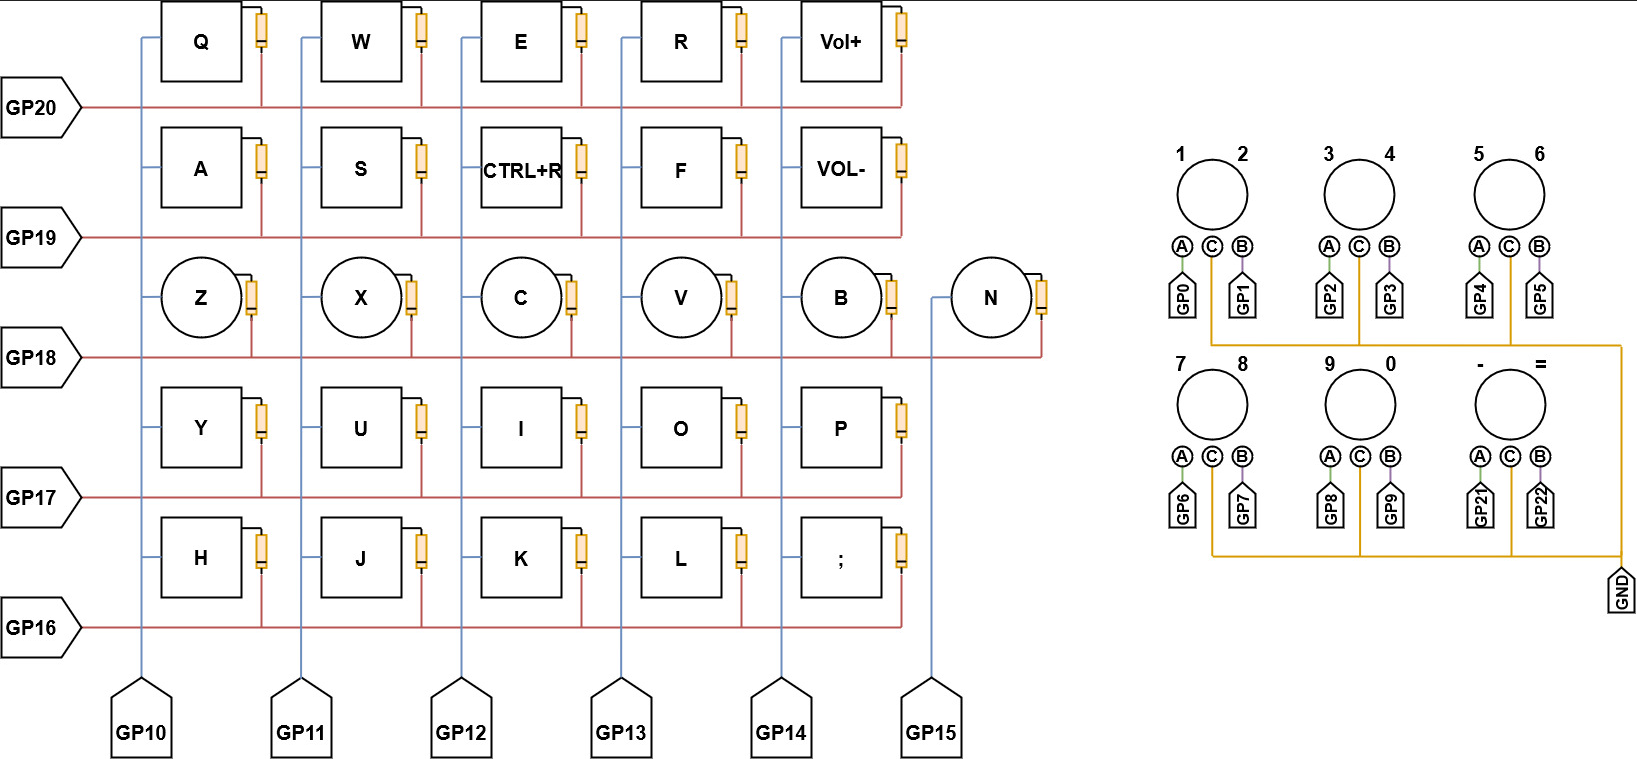 Q W E R Vol+
GP20
A S CTRL+R F VOL-
GP19
Z X C V B N
GP18
Y U I O P
GP17
H J K L ;
GP16
GP10 GP11 GP12 GP13 GP14 GP15
1 2 3 4 5 6
A C B A C B A C B
GP0 GP1 GP2 GP3 GP4 GP5
7 8 9 0 - =
A C B A C B A C B
GP6 GP7 GP8 GP9 GP21 GP22
GND